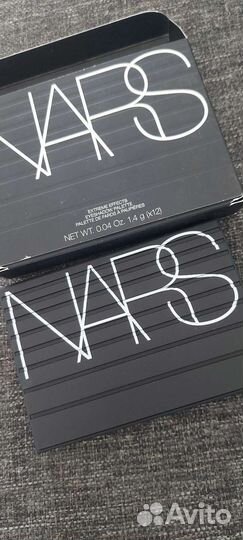 NARS
EXTREME EFFECTS
EYESHADOW PALETTE
PALETTE DE FARDS À PAUPIÈRES
NET WT. 0.04 Oz. 1.4 g (x12)
NARS
Avito